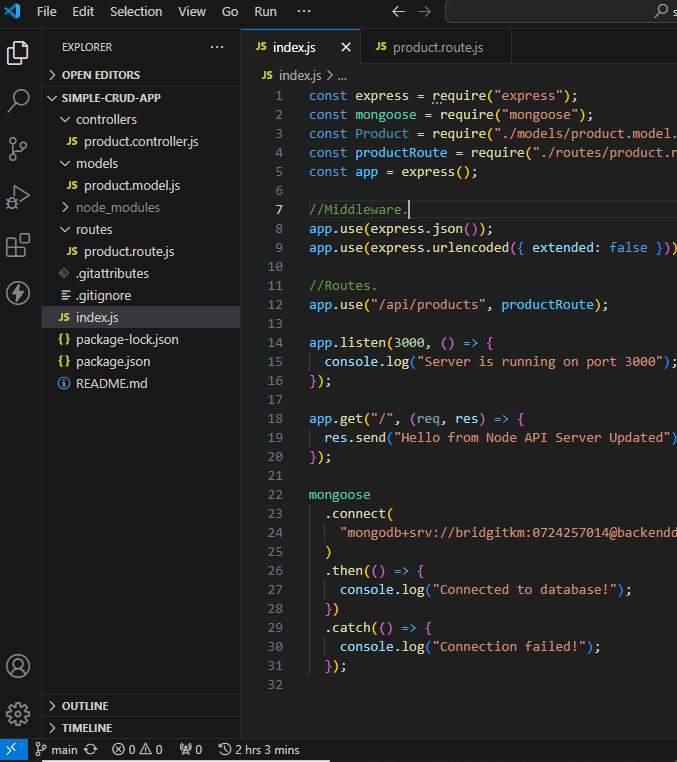 File Edit Selection View Go Run ···
EXPLORER
OPEN EDITORS
SIMPLE-CRUD-APP
controllers
JS product.controller.js
models
JS product.model.js
node_modules
routes
JS product.route.js
.gitattributes
.gitignore
JS index.js
{} package-lock.json
{} package.json
README.md
OUTLINE
TIMELINE
JS index.js
JS product.route.js
JS index.js > ...
1 const express = require("express");
2 const mongoose = require("mongoose");
3 const Product = require("./models/product.model.
4 const productRoute = require("./routes/product.r
5 const app = express();
6
7 //Middleware.
8 app.use(express.json());
9 app.use(express.urlencoded({ extended: false }))
10
11 //Routes.
12 app.use("/api/products", productRoute);
13
14 app.listen(3000, () => {
15 console.log("Server is running on port 3000");
16 });
17
18 app.get("/", (req, res) => {
19 res.send("Hello from Node API Server Updated")
20 });
21
22 mongoose
23 .connect(
24 "mongodb+srv://bridgitkm:0724257014@backendd
25 )
26 .then(() => {
27 console.log("Connected to database!");
28 })
29 .catch(() => {
30 console.log("Connection failed!");
31 });
32
main 0 0 0 2 hrs 3 mins